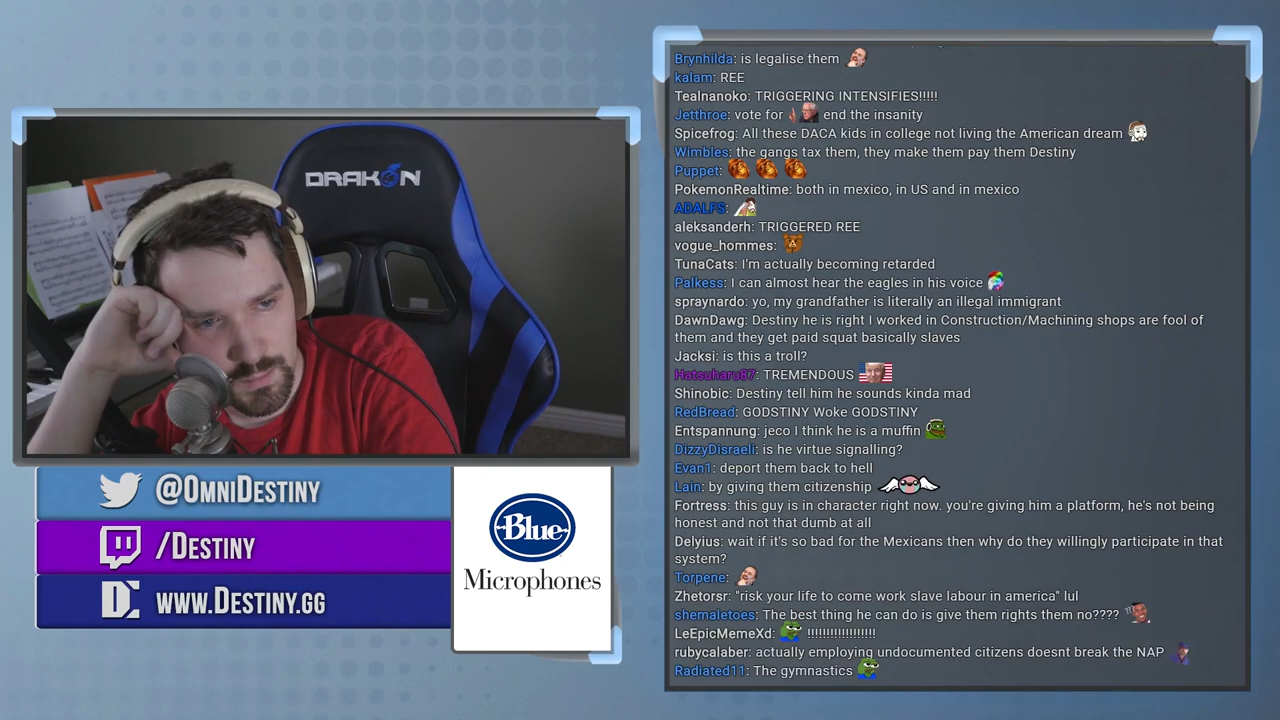 DRAKON
@OmniDestiny
/Destiny
www.Destiny.gg
Blue
Microphones
Brynhilda: is legalise them
kalam: REE
Tealnanoko: TRIGGERING INTENSIFIES!!!!!
Jetthroe: vote for end the insanity
Spicefrog: All these DACA kids in college not living the American dream
Wimbles: the gangs tax them, they make them pay them Destiny
Puppet:
PokemonRealtime: both in mexico, in US and in mexico
ADALFS:
aleksanderh: TRIGGERED REE
vogue_hommes:
TunaCats: I'm actually becoming retarded
Palkess: I can almost hear the eagles in his voice
spraynardo: yo, my grandfather is literally an illegal immigrant
DawnDawg: Destiny he is right I worked in Construction/Machining shops are fool of
them and they get paid squat basically slaves
Jacksi: is this a troll?
Hatsuharu87: TREMENDOUS
Shinobic: Destiny tell him he sounds kinda mad
RedBread: GODSTINY Woke GODSTINY
Entspannung: jeco I think he is a muffin
DizzyDisraeli: is he virtue signalling?
Evan1: deport them back to hell
Lain: by giving them citizenship
Fortress: this guy is in character right now. you're giving him a platform, he's not being
honest and not that dumb at all
Delyius: wait if it's so bad for the Mexicans then why do they willingly participate in that
system?
Torpene:
Zhetorsr: "risk your life to come work slave labour in america" lul
shemaletoes: The best thing he can do is give them rights them no????
LeEpicMemeXd: !!!!!!!!!!!!!!!!!!
rubycalaber: actually employing undocumented citizens doesnt break the NAP
Radiated11: The gymnastics